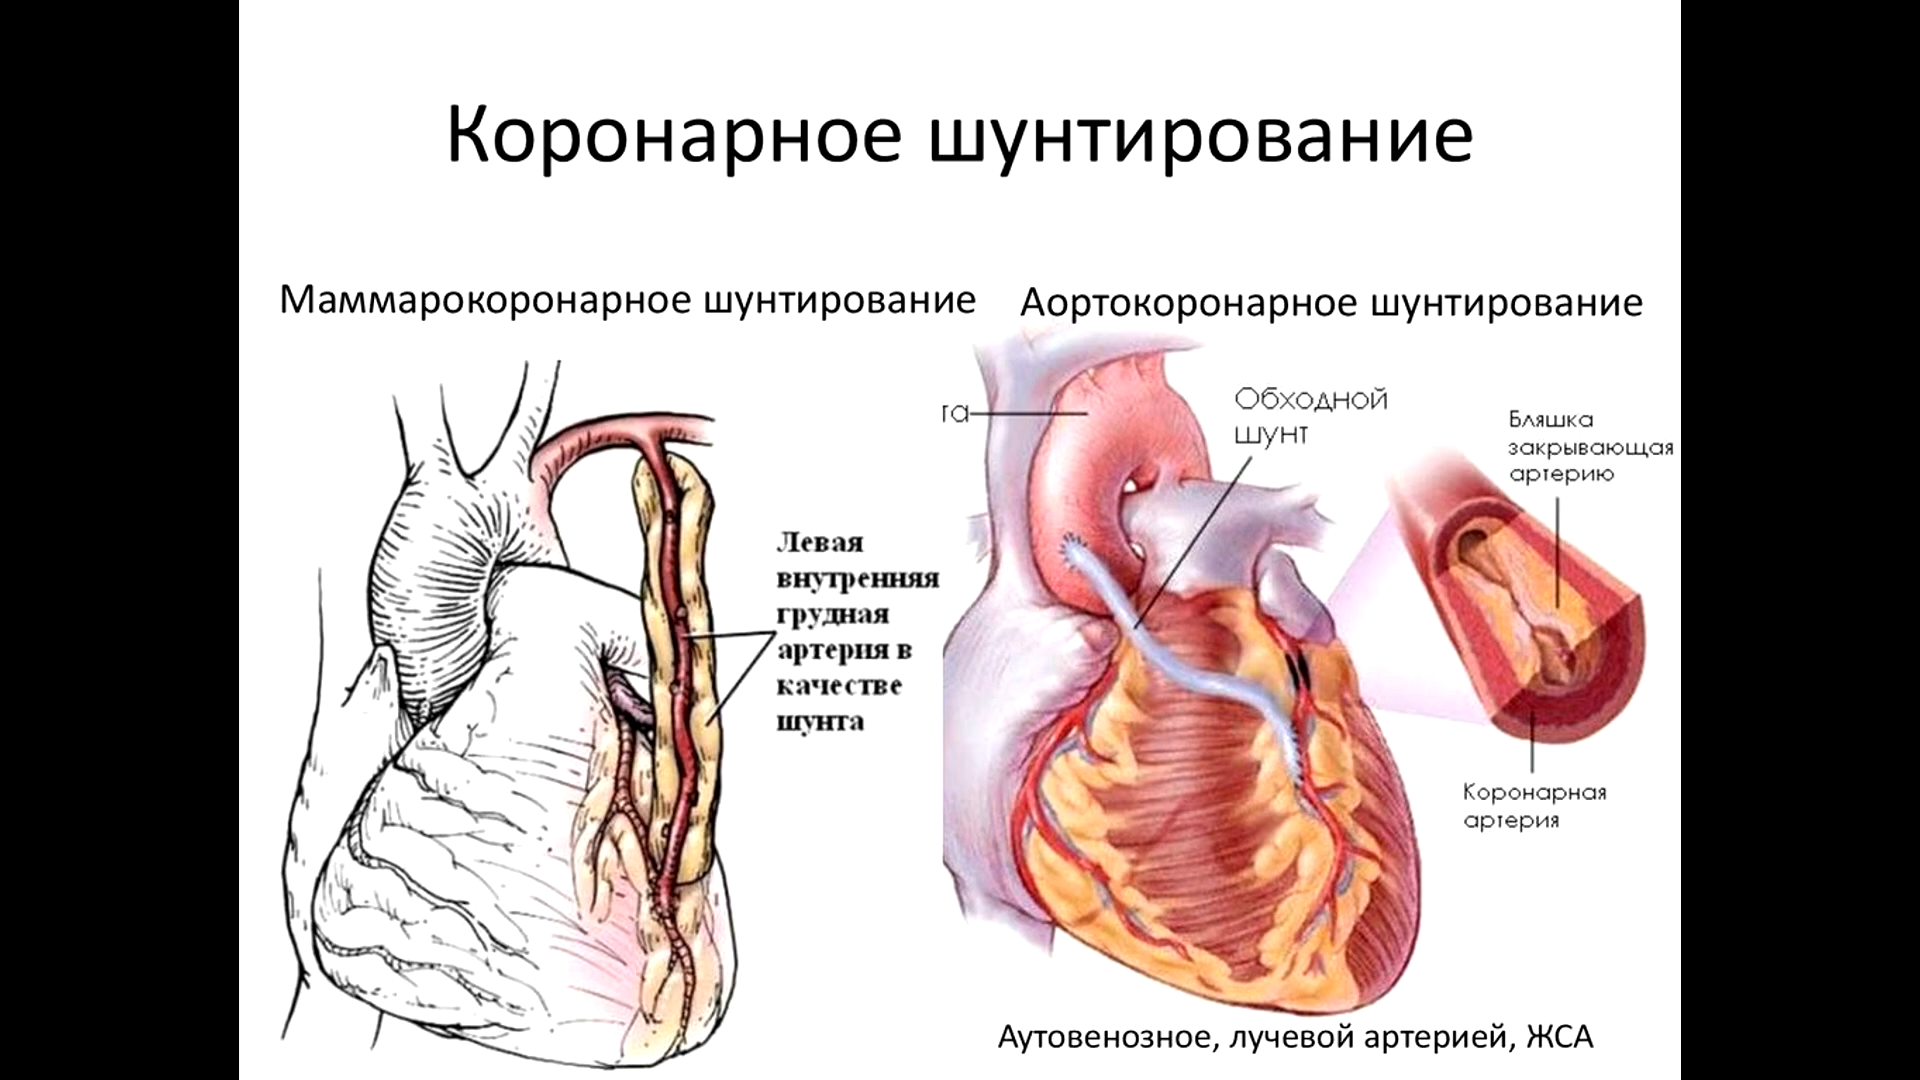 Коронарное шунтирование
Маммарокоронарное шунтирование
Аортокоронарное шунтирование
Левая
внутренняя
грудная
артерия в
качестве
шунта
та
Обходной
шунт
Бляшка
закрывающая
артерию
Коронарная
артерия
Аутовенозное, лучевой артерией, ЖСА